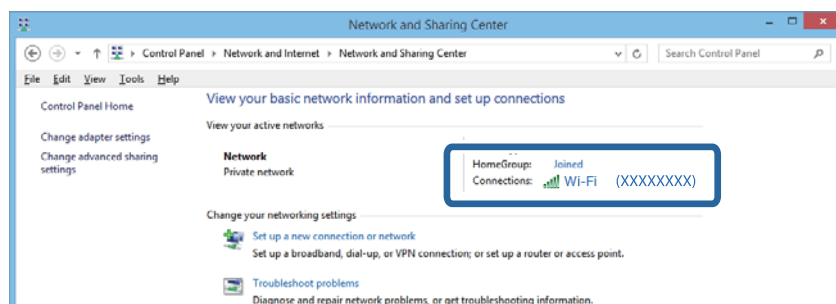 Network and Sharing Center
Control Panel ▸ Network and Internet ▸ Network and Sharing Center
Search Control Panel
File Edit View Tools Help
Control Panel Home
Change adapter settings
Change advanced sharing
settings
View your basic network information and set up connections
View your active networks
Network
Private network
HomeGroup: Joined
Connections: Wi-Fi (XXXXXXXX)
Change your networking settings
Set up a new connection or network
Set up a broadband, dial-up, or VPN connection; or set up a router or access point.
Troubleshoot problems
Diagnose and repair network problems, or get troubleshooting information.